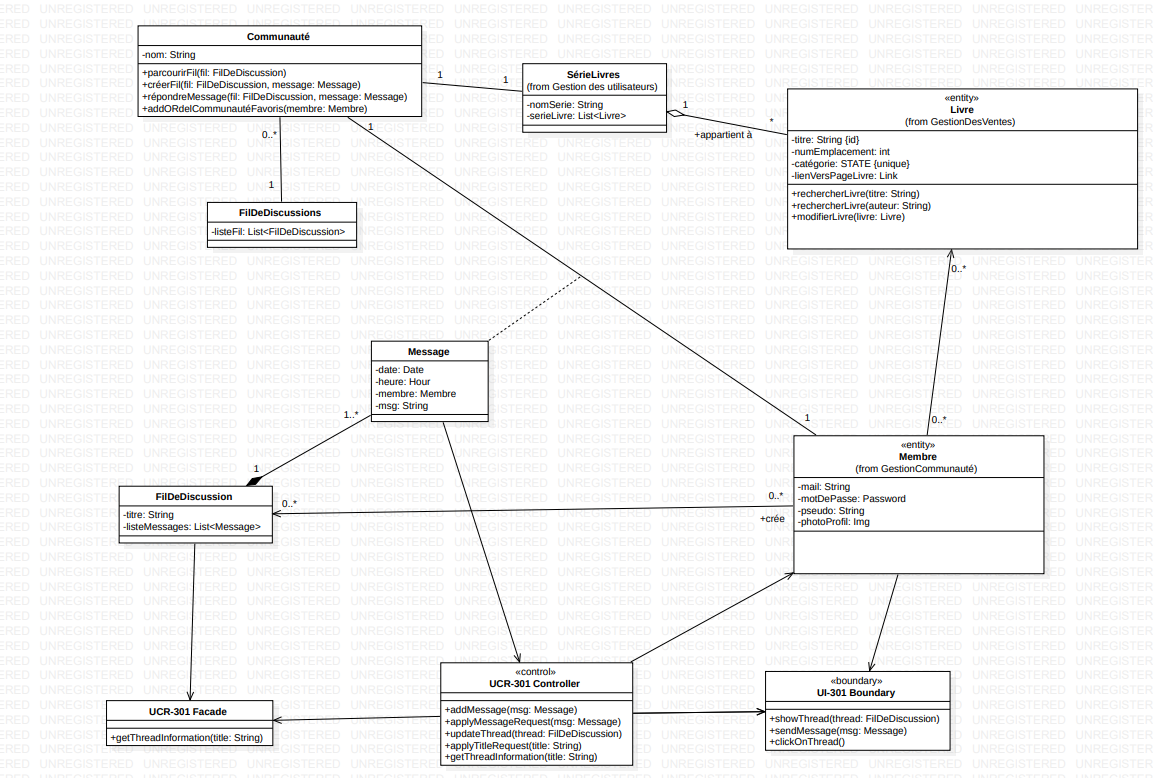 Communauté
-nom: String
+parcourirFil(fil: FilDeDiscussion)
+créerFil(fil: FilDeDiscussion, message: Message)
+répondreMessage(fil: FilDeDiscussion, message: Message)
+addORdelCommunautéFavoris(membre: Membre)
1
1
SérieLivres
(from Gestion des utilisateurs)
-nomSerie: String
-serieLivre: List<Livre>
1
*
+appartient à
«entity»
Livre
(from GestionDesVentes)
-titre: String {id}
-numEmplacement: int
-catégorie: STATE {unique}
-lienVersPageLivre: Link
+rechercherLivre(titre: String)
+rechercherLivre(auteur: String)
+modifierLivre(livre: Livre)
0..*
1
1
FilDeDiscussions
-listeFil: List<FilDeDiscussion>
0..*
Message
-date: Date
-heure: Hour
-membre: Membre
-msg: String
1..*
1
1
0..*
«entity»
Membre
(from GestionCommunauté)
-mail: String
-motDePasse: Password
-pseudo: String
-photoProfil: Img
FilDeDiscussion
-titre: String
-listeMessages: List<Message>
0..*
0..*
+crée
UCR-301 Facade
+getThreadInformation(title: String)
«control»
UCR-301 Controller
+addMessage(msg: Message)
+applyMessageRequest(msg: Message)
+updateThread(thread: FilDeDiscussion)
+applyTitleRequest(title: String)
+getThreadInformation(title: String)
«boundary»
UI-301 Boundary
+showThread(thread: FilDeDiscussion)
+sendMessage(msg: Message)
+clickOnThread()
UNREGISTERED